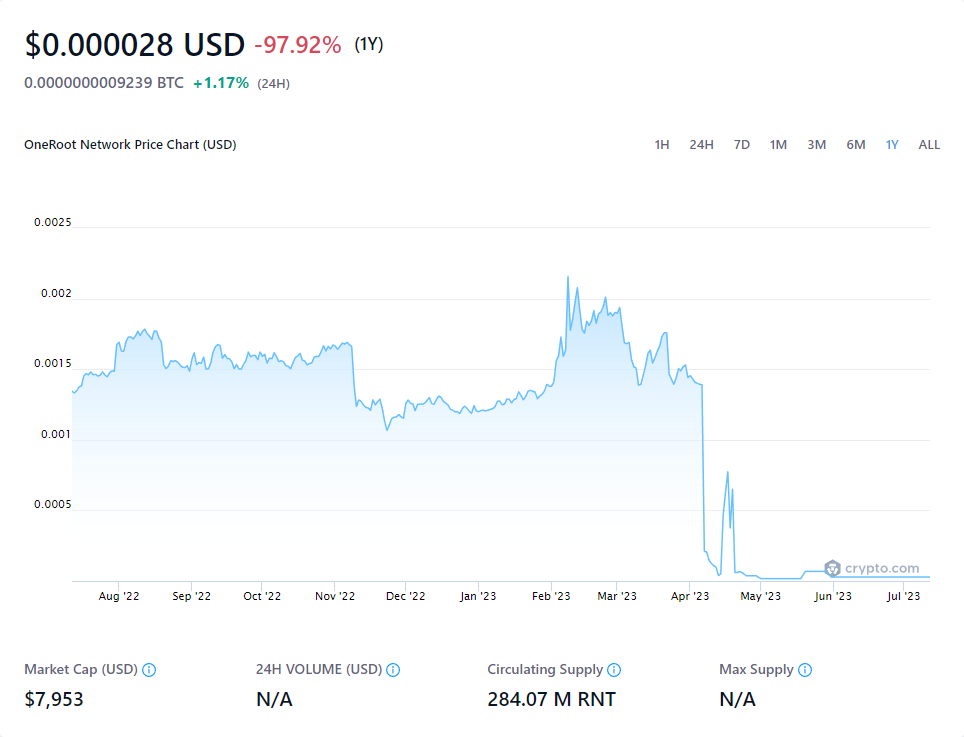 $0.000028 USD -97.92% (1Y)
0.0000000009239 BTC +1.17% (24H)
OneRoot Network Price Chart (USD)
1H 24H 7D 1M 3M 6M 1Y ALL
0.0025
0.002
0.0015
0.001
0.0005
crypto.com
Aug '22 Sep '22 Oct '22 Nov '22 Dec '22 Jan '23 Feb '23 Mar '23 Apr '23 May '23 Jun '23 Jul '23
Market Cap (USD) 24H VOLUME (USD) Circulating Supply Max Supply
$7,953 N/A 284.07 M RNT N/A